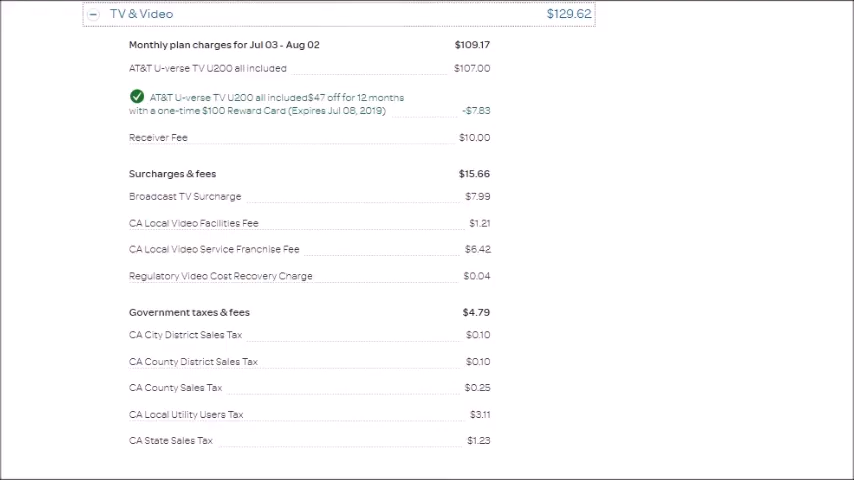 TV & Video $129.62
Monthly plan charges for Jul 03 - Aug 02 $109.17
AT&T U-verse TV U200 all included $107.00
AT&T U-verse TV U200 all included$47 off for 12 months
with a one-time $100 Reward Card (Expires Jul 08, 2019) -$7.83
Receiver Fee $10.00
Surcharges & fees $15.66
Broadcast TV Surcharge $7.99
CA Local Video Facilities Fee $1.21
CA Local Video Service Franchise Fee $6.42
Regulatory Video Cost Recovery Charge $0.04
Government taxes & fees $4.79
CA City District Sales Tax $0.10
CA County District Sales Tax $0.10
CA County Sales Tax $0.25
CA Local Utility Users Tax $3.11
CA State Sales Tax $1.23